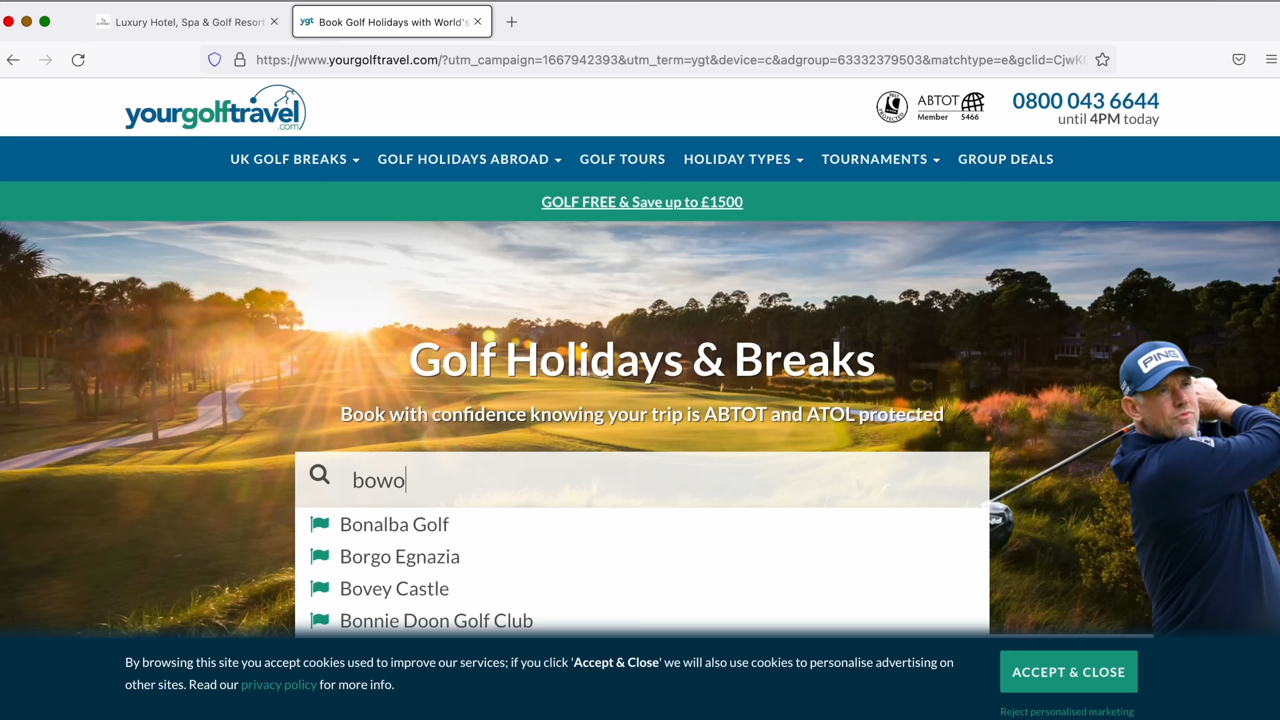 Luxury Hotel, Spa & Golf Resort
ygt Book Golf Holidays with World's
https://www.yourgolftravel.com/?utm_campaign=1667942393&utm_term=ygt&device=c&adgroup=63332379503&matchtype=e&gclid=CjwK
yourgolftravel
.com
ABTOT
Member 5466
0800 043 6644
until 4PM today
UK GOLF BREAKS GOLF HOLIDAYS ABROAD GOLF TOURS HOLIDAY TYPES TOURNAMENTS GROUP DEALS
GOLF FREE & Save up to £1500
PING
Golf Holidays & Breaks
Book with confidence knowing your trip is ABTOT and ATOL protected
bowo
Bonalba Golf
Borgo Egnazia
Bovey Castle
Bonnie Doon Golf Club
By browsing this site you accept cookies used to improve our services; if you click 'Accept & Close' we will also use cookies to personalise advertising on
other sites. Read our privacy policy for more info.
ACCEPT & CLOSE
Reject personalised marketing